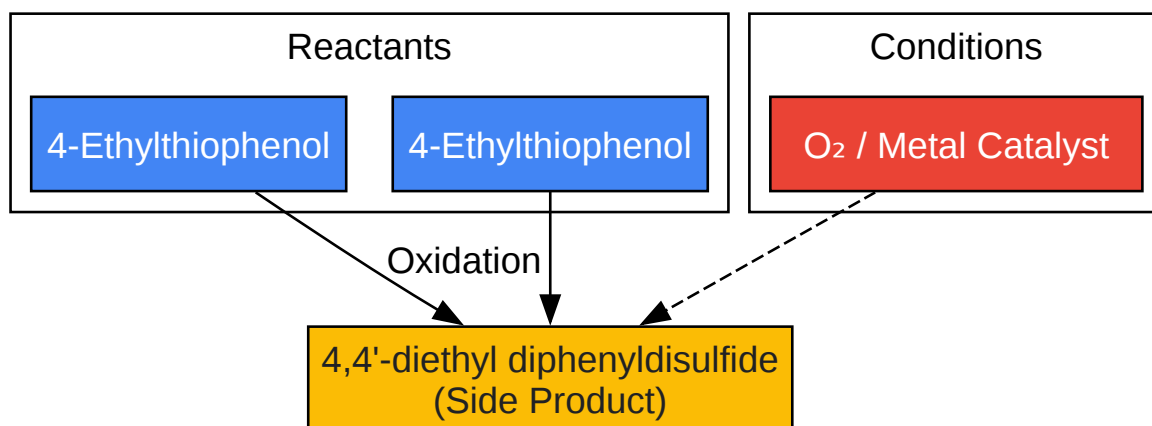 Reactants
Conditions
4-Ethylthiophenol
4-Ethylthiophenol
O₂ / Metal Catalyst
Oxidation
4,4'-diethyl diphenyldisulfide
(Side Product)